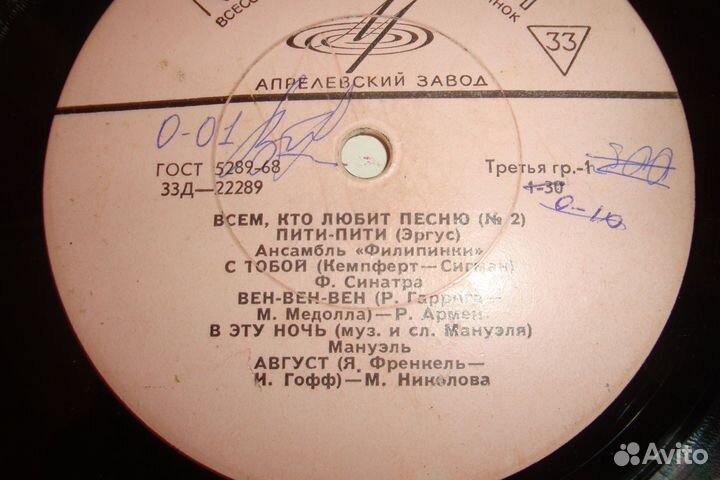 33
АПРЕЛЕВСКИЙ ЗАВОД
0-01
ГОСТ 5289-68
Третья гр.-1
33Д—22289
1-30
0-10
ВСЕМ, КТО ЛЮБИТ ПЕСНЮ (№ 2)
ПИТИ-ПИТИ (Эргус)
Ансамбль «Филипинки»
С ТОБОЙ (Кемпферт—Сигман)
Ф. Синатра
ВЕН-ВЕН-ВЕН (Р. Гаррига—
М. Медолла)—Р. Армен
В ЭТУ НОЧЬ (муз. и сл. Мануэля)
Мануэль
АВГУСТ (Я. Френкель—
И. Гофф)—М. Николова
Avito